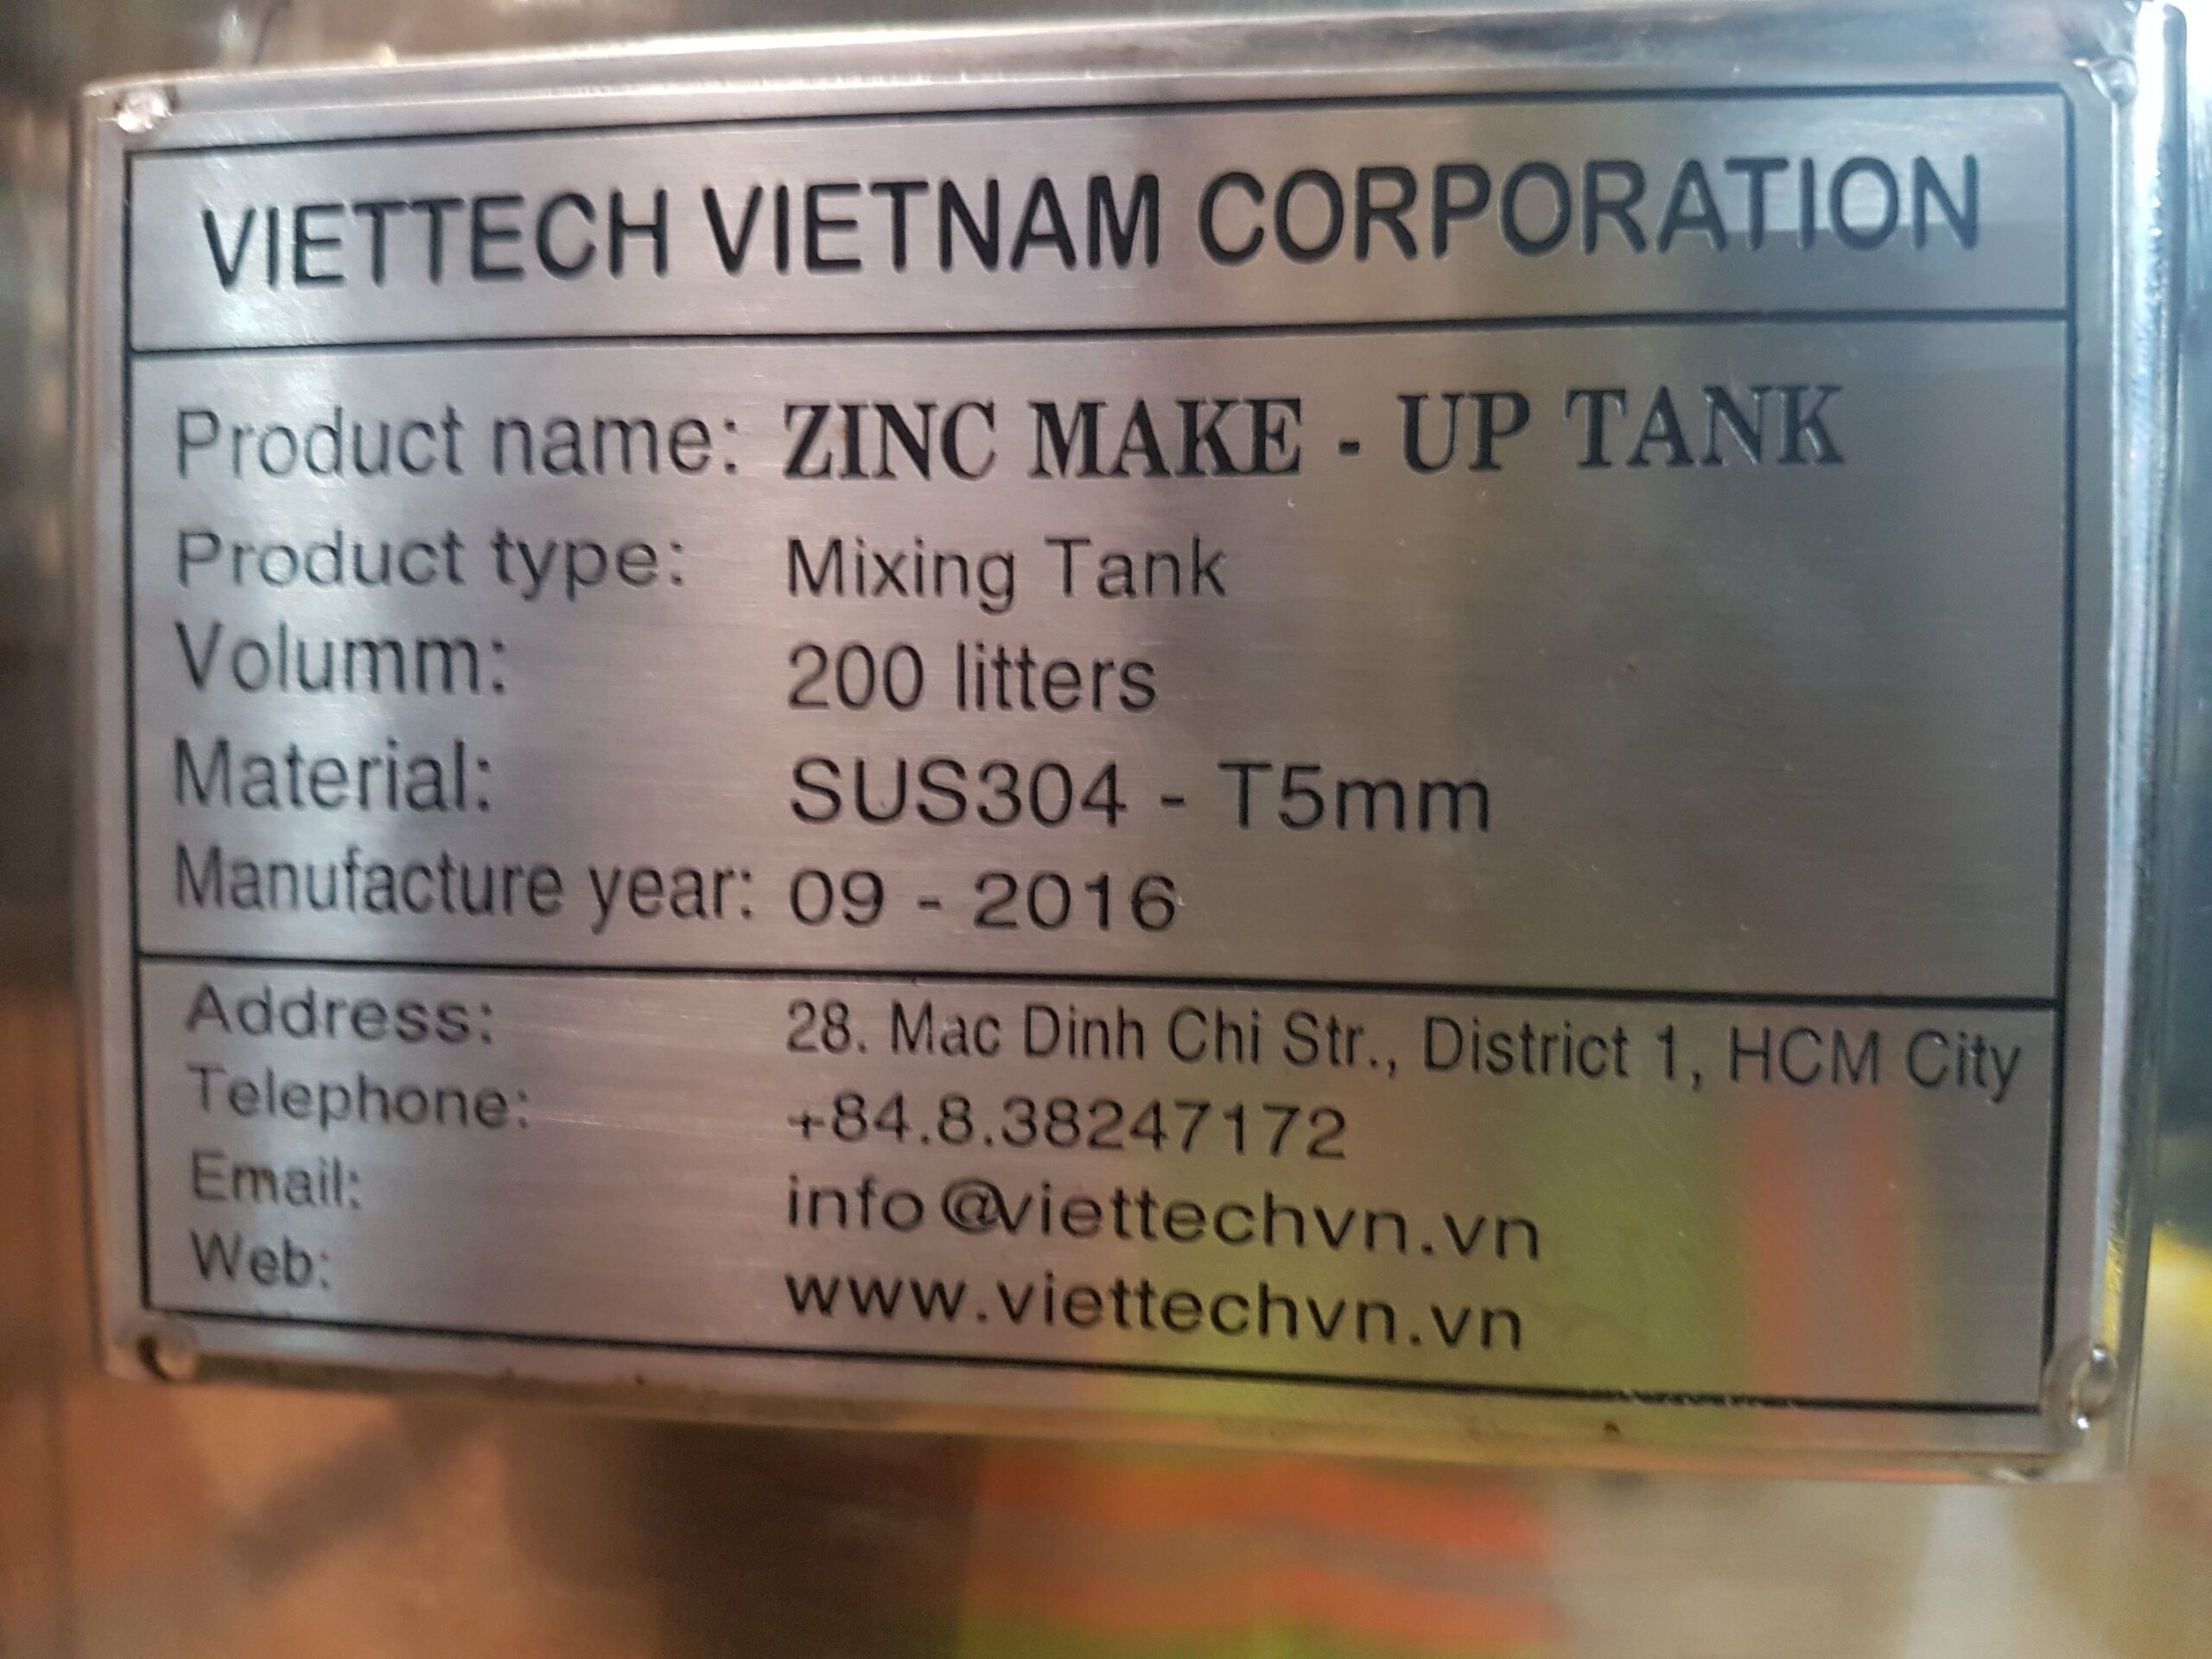 VIETTECH VIETNAM CORPORATION
Product name: ZINC MAKE - UP TANK
Product type: Mixing Tank
Volumm: 200 litters
Material: SUS304 - T5mm
Manufacture year: 09 - 2016
Address: 28. Mac Dinh Chi Str., District 1, HCM City
Telephone: +84.8.38247172
Email: info@viettechvn.vn
Web: www.viettechvn.vn